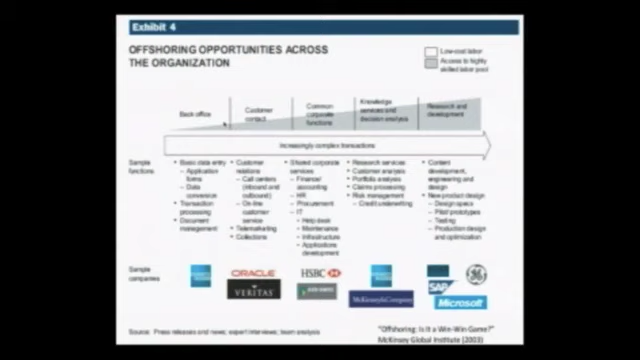 Exhibit 4
OFFSHORING OPPORTUNITIES ACROSS
THE ORGANIZATION
Low-cost labor
Access to highly
skilled labor pool
Back office
Customer
contact
Common
corporate
functions
Knowledge
services and
decision analysis
Research and
development
Increasingly complex transactions
Sample
functions
• Basic data entry
– Application
forms
– Data
conversion
• Transaction
processing
• Document
management
• Customer
relations
– Call centers
(inbound and
outbound)
– On-line
customer
service
• Telemarketing
• Collections
• Shared corporate
services
– Finance/
accounting
– HR
– Procurement
– IT
- Help desk
- Maintenance
- Infrastructure
- Applications
development
• Research services
• Customer analysis
• Portfolio analysis
• Claims processing
• Risk management
– Credit underwriting
• Content
development,
engineering and
design
• New product design
– Design specs
– Pilot prototypes
– Testing
– Production design
and optimization
Sample
companies
ORACLE
VERITAS
HSBC
McKinsey&Company
SAP
Microsoft
Source: Press releases and news; expert interviews; team analysis
"Offshoring: Is it a Win-Win Game?"
McKinsey Global Institute (2003)